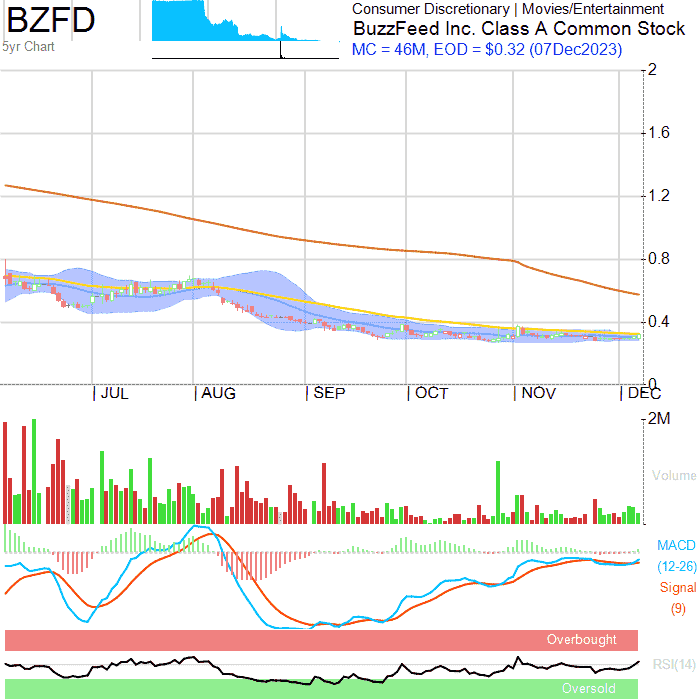 BZFD
5yr Chart
Consumer Discretionary | Movies/Entertainment
BuzzFeed Inc. Class A Common Stock
MC = 46M, EOD = $0.32 (07Dec2023)
2
1.6
1.2
0.8
0.4
0
| JUL | AUG | SEP | OCT | NOV | DEC
2M
Volume
MACD
(12-26)
Signal
(9)
Overbought
RSI(14)
Oversold